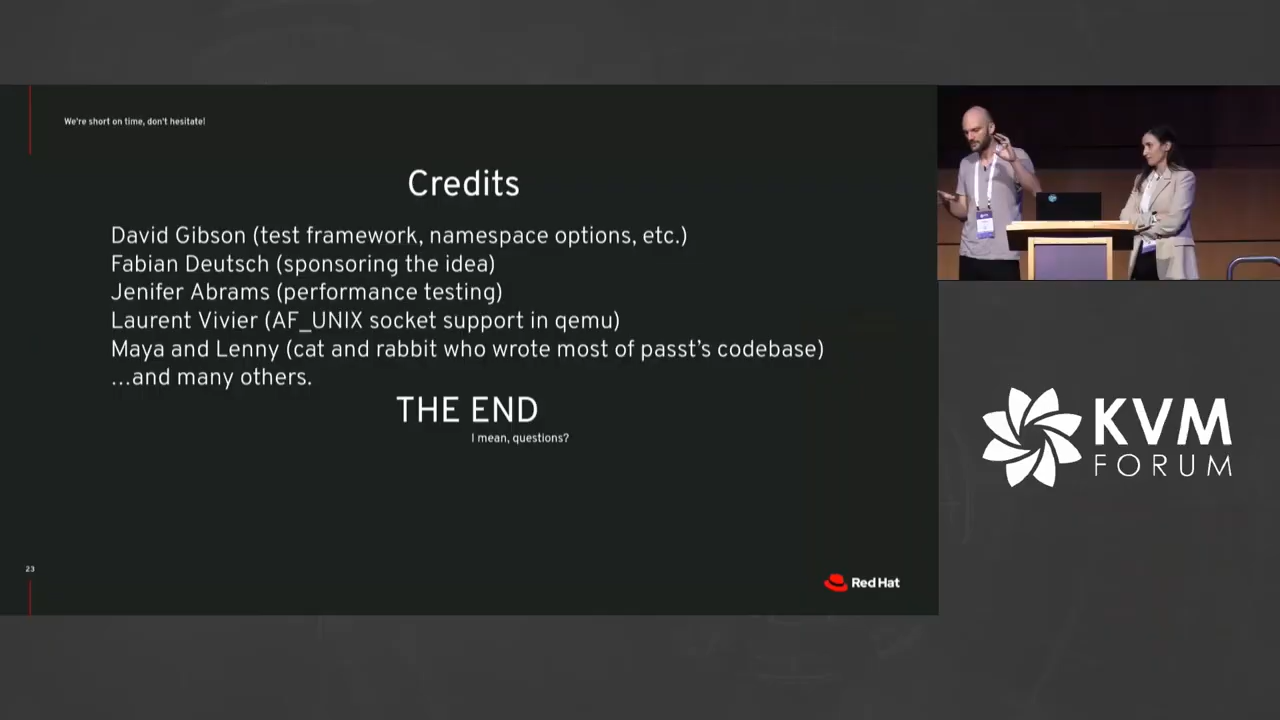 We're short on time, don't hesitate!
Credits
David Gibson (test framework, namespace options, etc.)
Fabian Deutsch (sponsoring the idea)
Jenifer Abrams (performance testing)
Laurent Vivier (AF_UNIX socket support in qemu)
Maya and Lenny (cat and rabbit who wrote most of passt's codebase)
...and many others.
THE END
I mean, questions?
23
Red Hat
KVM
FORUM